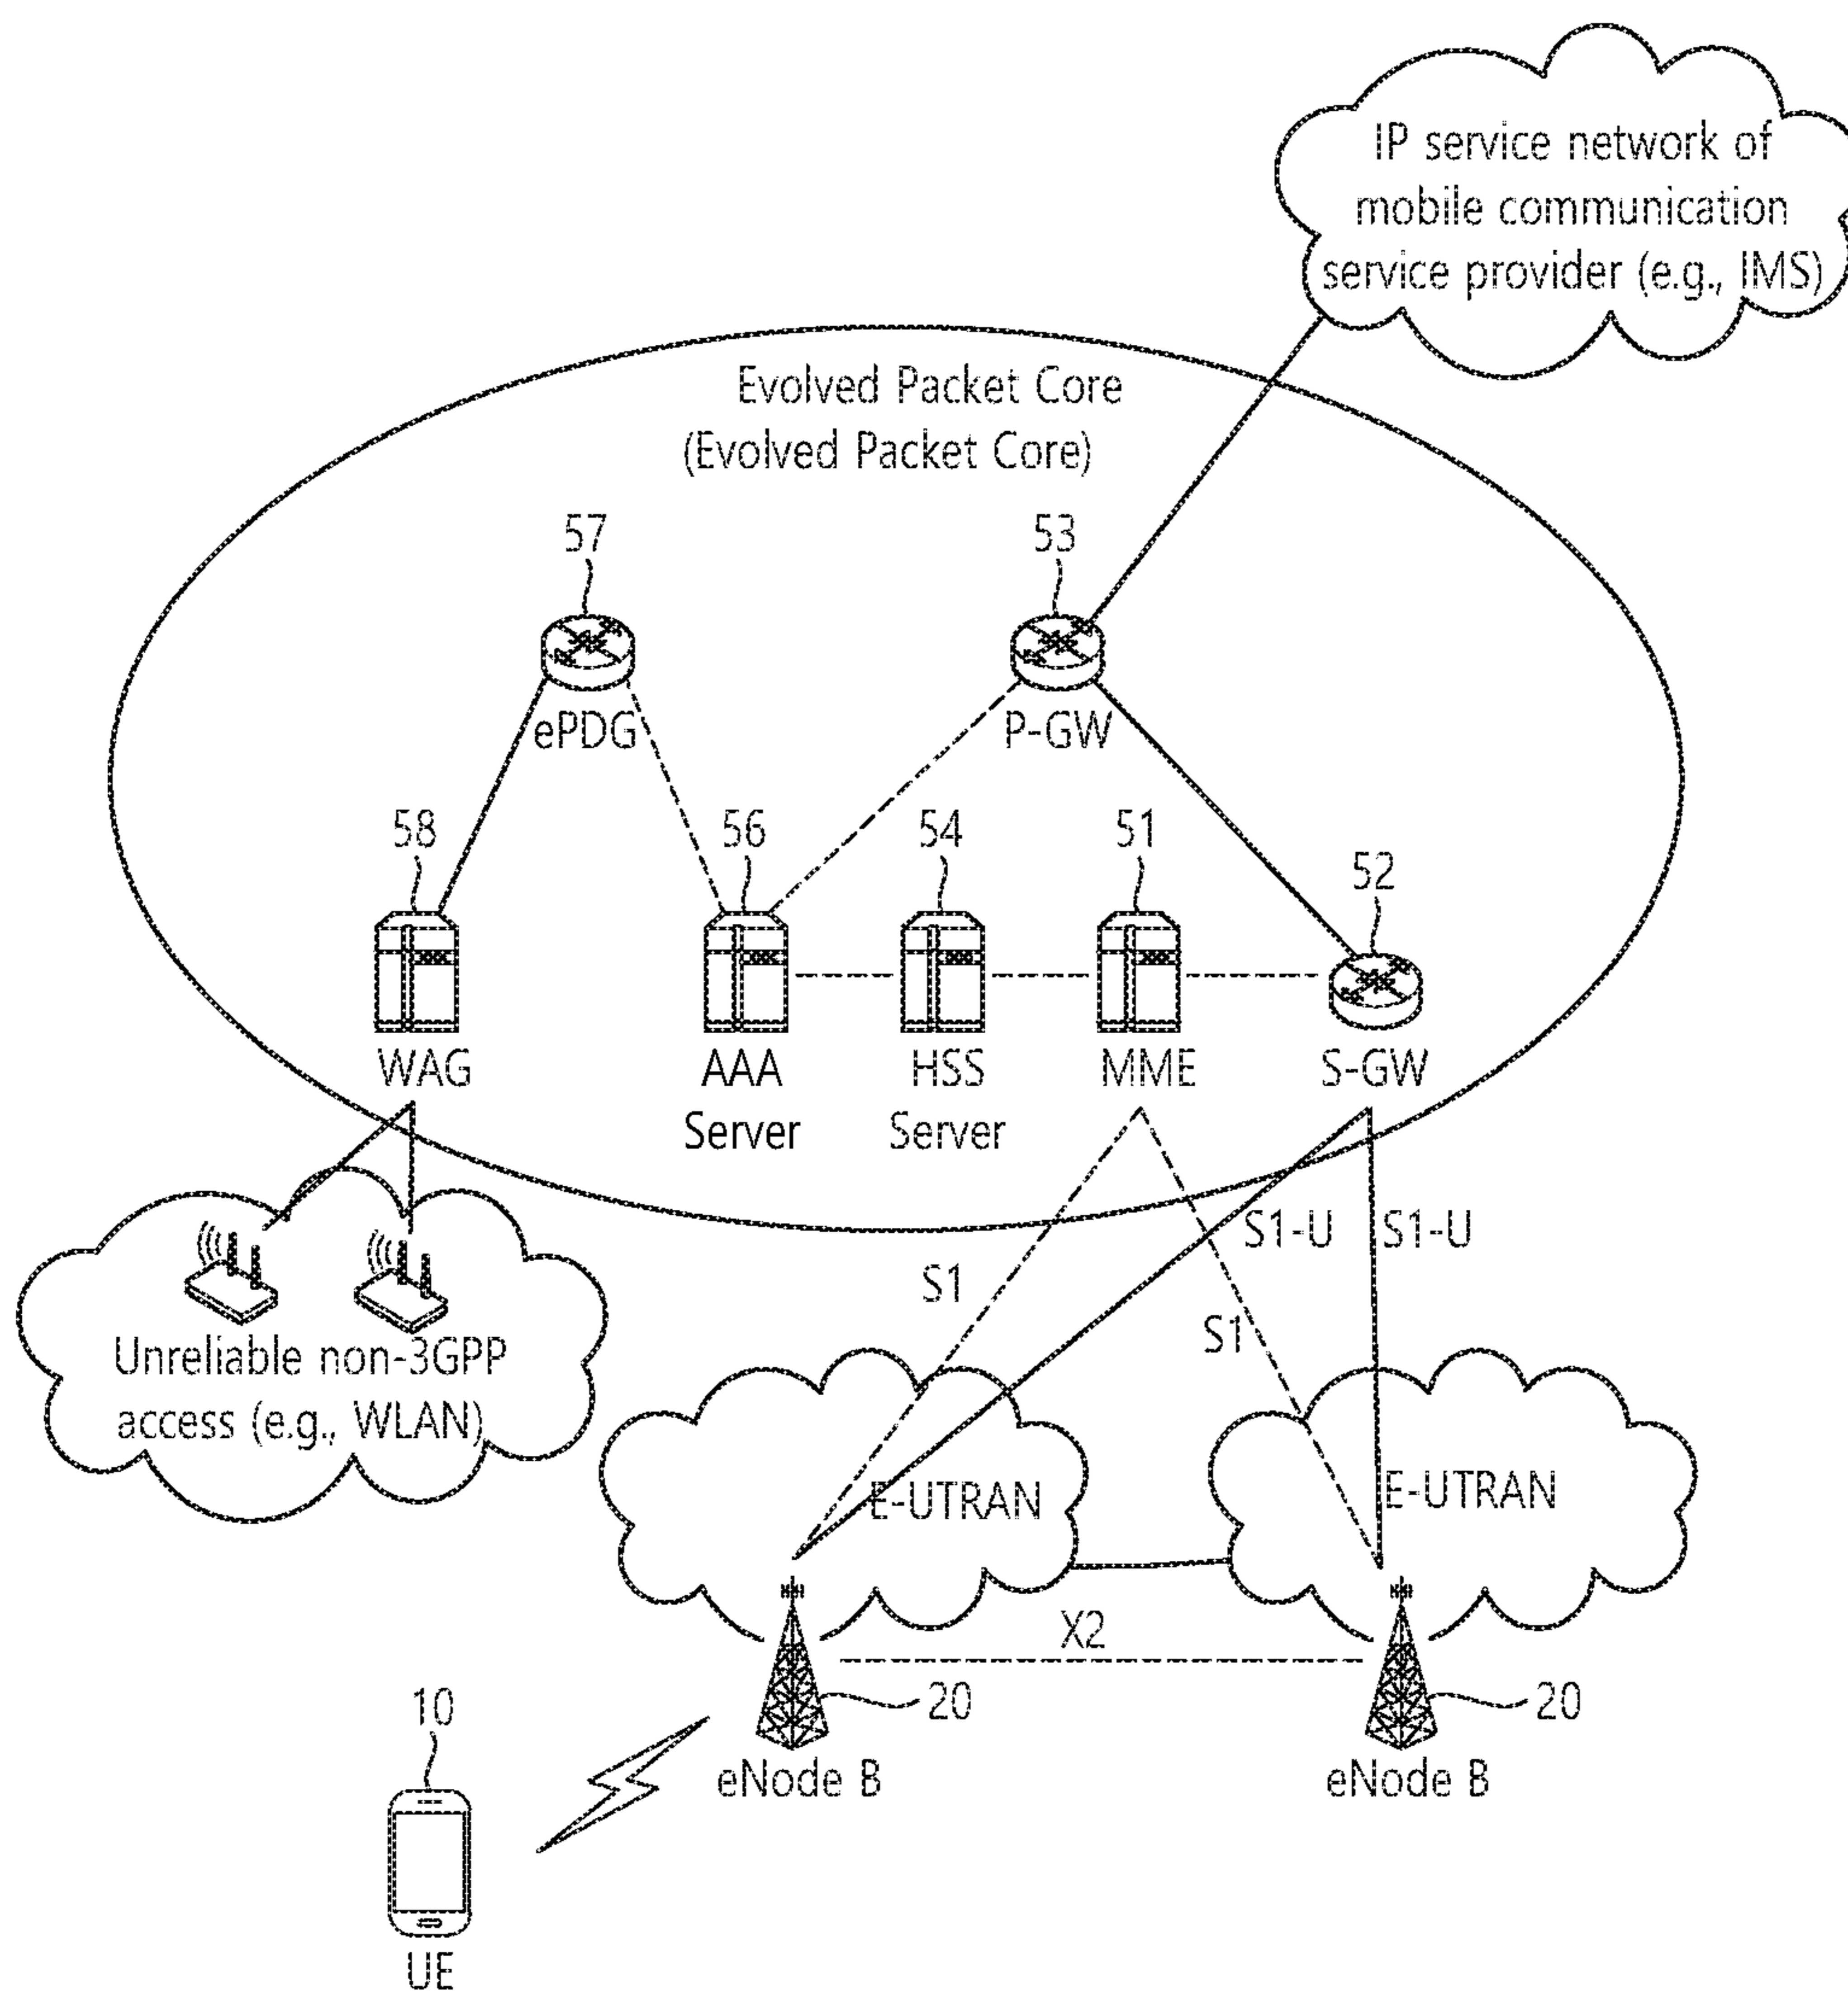 IP service network of
mobile communication
service provider (e.g., IMS)
Evolved Packet Core
(Evolved Packet Core)
57
53
ePDG
P-GW
58
56
54
51
52
WAG
AAA
Server
HSS
Server
MME
S-GW
S1-U
S1-U
S1
S1
Unreliable non-3GPP
access (e.g., WLAN)
E-UTRAN
E-UTRAN
X2
10
20
20
eNode B
eNode B
UE